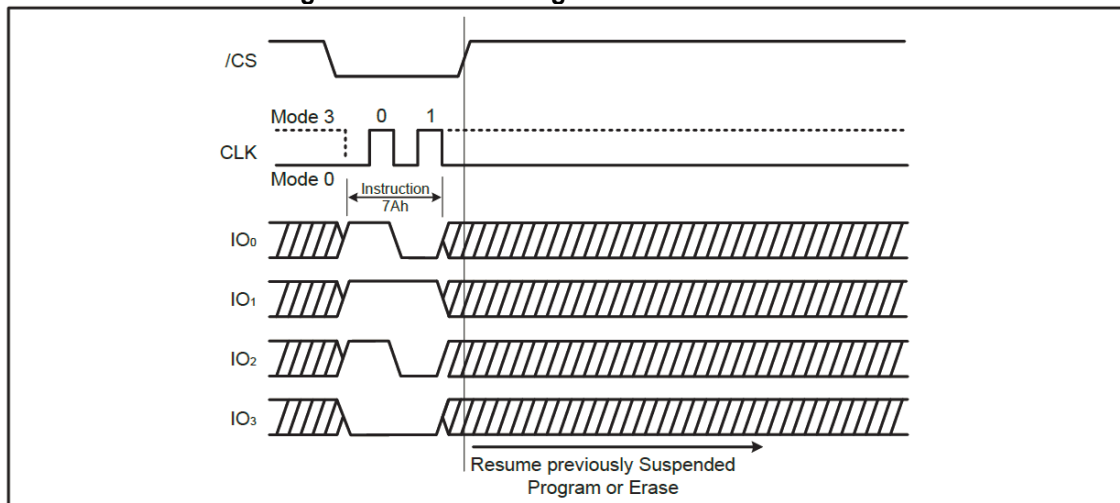 /CS
Mode 3 0 1
CLK
Mode 0
Instruction
7Ah
IO0
IO1
IO2
IO3
Resume previously Suspended
Program or Erase